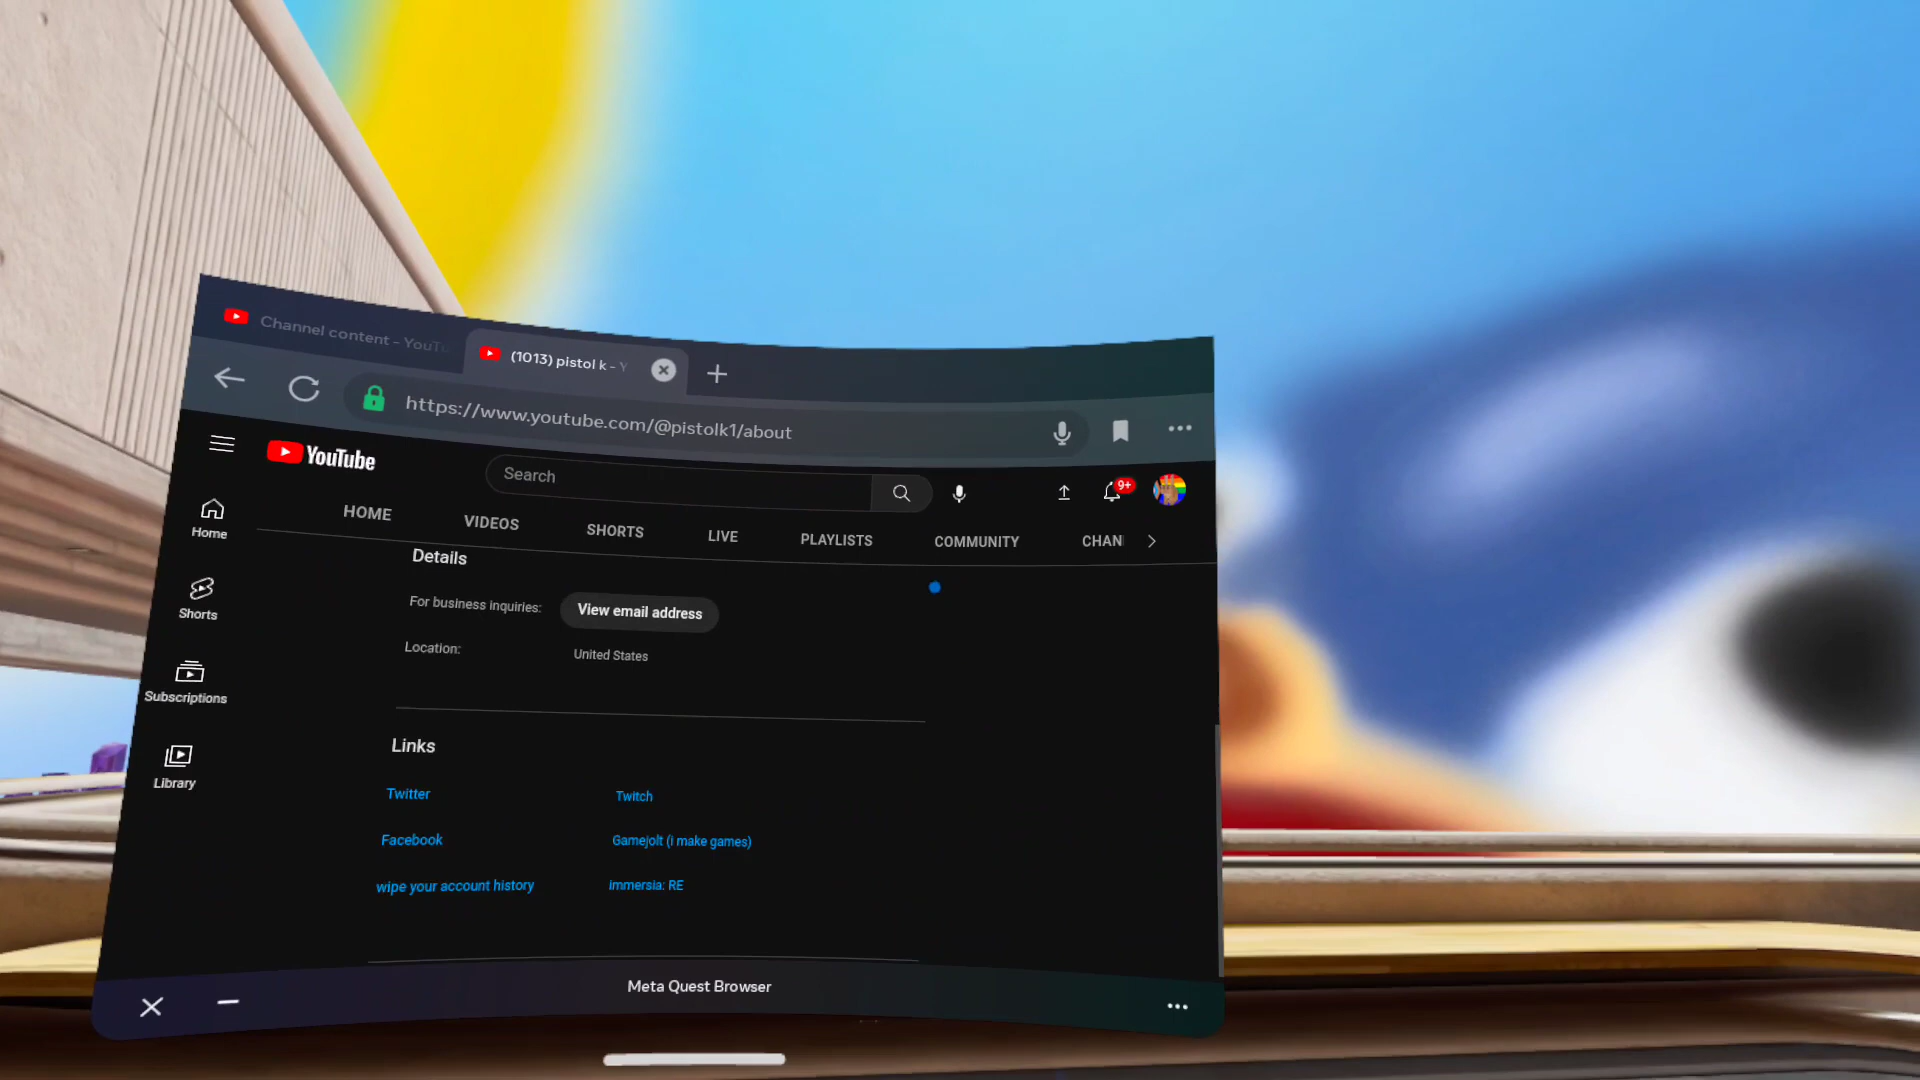 Channel content - YouTu
(1013) pistol k - Y
https://www.youtube.com/@pistolk1/about
YouTube
Search
9+
Home
Shorts
Subscriptions
Library
HOME
VIDEOS
SHORTS
LIVE
PLAYLISTS
COMMUNITY
CHAN
Details
For business inquiries:
View email address
Location:
United States
Links
Twitter
Twitch
Facebook
Gamejolt (i make games)
wipe your account history
immersia: RE
Meta Quest Browser